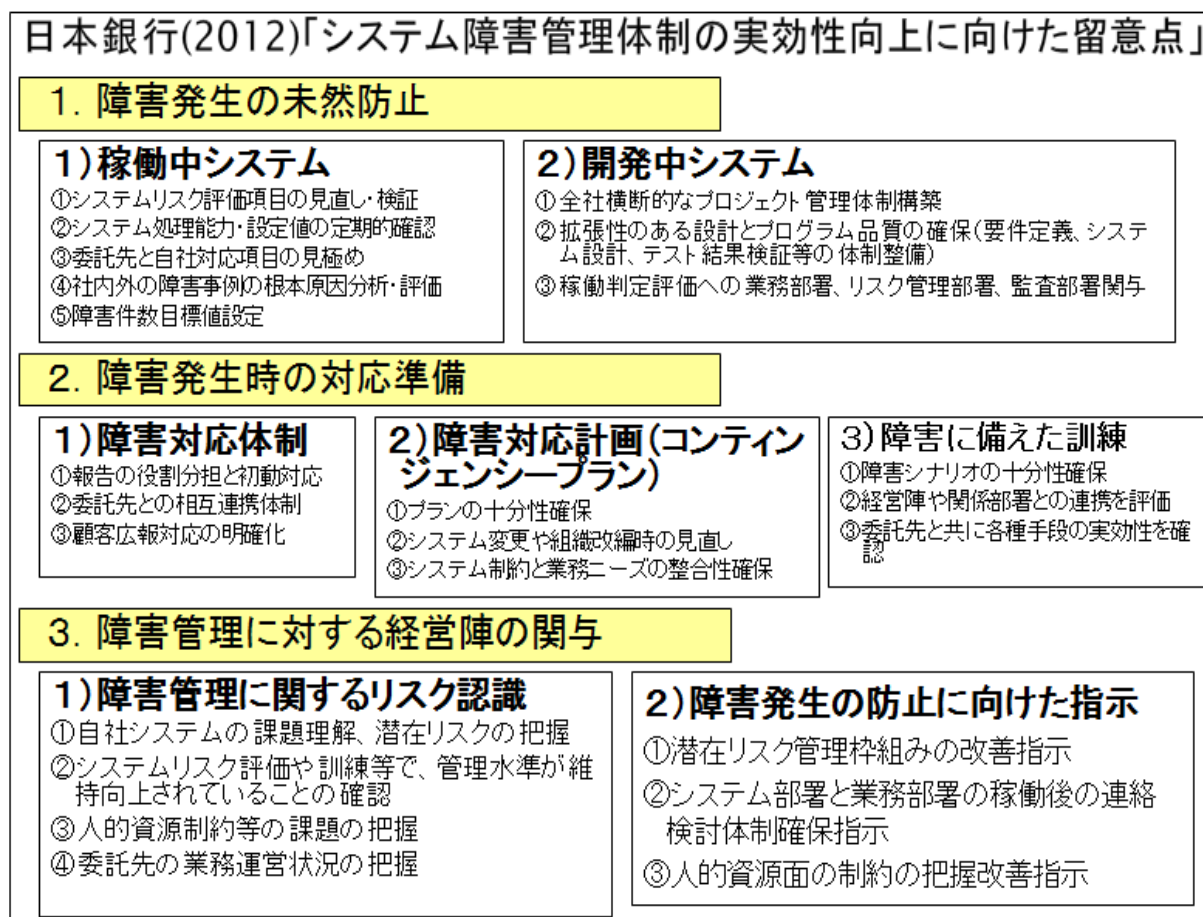 日本銀行(2012)「システム障害管理体制の実効性向上に向けた留意点」
1. 障害発生の未然防止
1)稼働中システム
①システムリスク評価項目の見直し・検証
②システム処理能力・設定値の定期的確認
③委託先と自社対応項目の見極め
④社内外の障害事例の根本原因分析・評価
⑤障害件数目標値設定
2)開発中システム
①全社横断的なプロジェクト管理体制構築
②拡張性のある設計とプログラム品質の確保(要件定義、システ
ム設計、テスト結果検証等の体制整備)
③稼働判定評価への業務部署、リスク管理部署、監査部署関与
2. 障害発生時の対応準備
1)障害対応体制
①報告の役割分担と初動対応
②委託先との相互連携体制
③顧客広報対応の明確化
2)障害対応計画(コンティン
ジェンシープラン)
①プランの十分性確保
②システム変更や組織改編時の見直し
③システム制約と業務ニーズの整合性確保
3)障害に備えた訓練
①障害シナリオの十分性確保
②経営陣や関係部署との連携を評価
③委託先と共に各種手段の実効性を確
認
3. 障害管理に対する経営陣の関与
1)障害管理に関するリスク認識
①自社システムの課題理解、潜在リスクの把握
②システムリスク評価や訓練等で、管理水準が維
持向上されていることの確認
③人的資源制約等の課題の把握
④委託先の業務運営状況の把握
2)障害発生の防止に向けた指示
①潜在リスク管理枠組みの改善指示
②システム部署と業務部署の稼働後の連絡
検討体制確保指示
③人的資源面の制約の把握改善指示